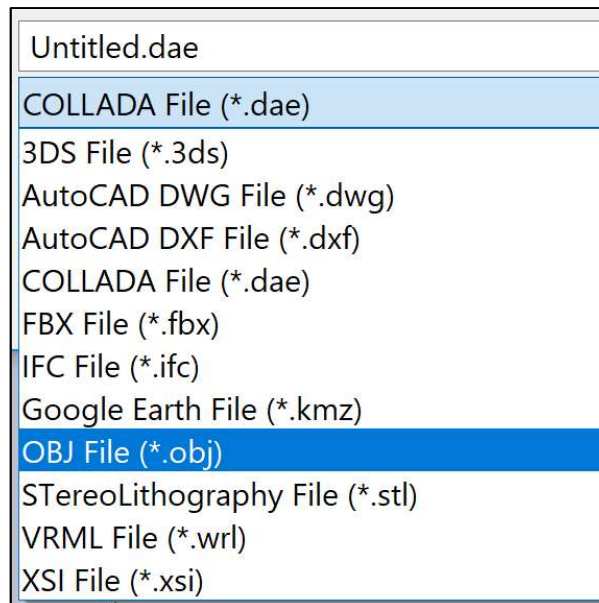 Untitled.dae
COLLADA File (*.dae)
3DS File (*.3ds)
AutoCAD DWG File (*.dwg)
AutoCAD DXF File (*.dxf)
COLLADA File (*.dae)
FBX File (*.fbx)
IFC File (*.ifc)
Google Earth File (*.kmz)
OBJ File (*.obj)
STereoLithography File (*.stl)
VRML File (*.wrl)
XSI File (*.xsi)